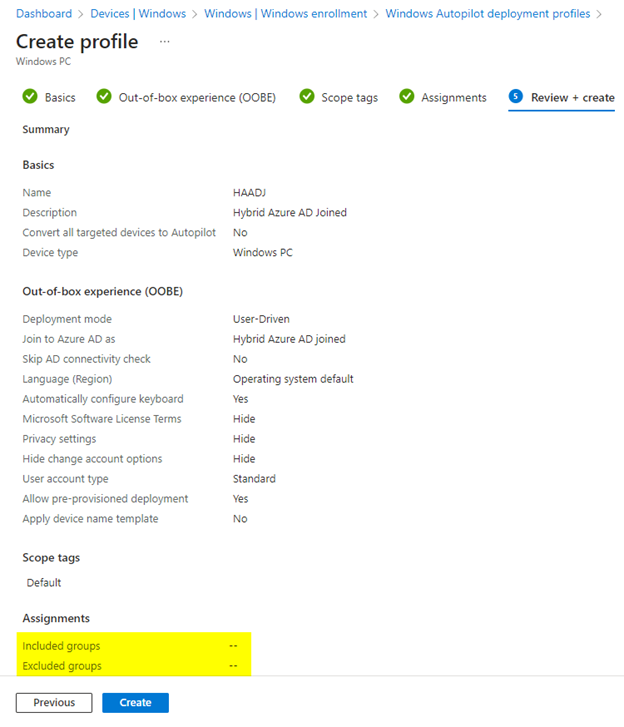 Dashboard > Devices | Windows > Windows | Windows enrollment > Windows Autopilot deployment profiles >
Create profile ...
Windows PC
Basics Out-of-box experience (OOBE) Scope tags Assignments 5 Review + create
Summary
Basics
Name HAADJ
Description Hybrid Azure AD Joined
Convert all targeted devices to Autopilot No
Device type Windows PC
Out-of-box experience (OOBE)
Deployment mode User-Driven
Join to Azure AD as Hybrid Azure AD joined
Skip AD connectivity check No
Language (Region) Operating system default
Automatically configure keyboard Yes
Microsoft Software License Terms Hide
Privacy settings Hide
Hide change account options Hide
User account type Standard
Allow pre-provisioned deployment Yes
Apply device name template No
Scope tags
Default
Assignments
Included groups --
Excluded groups --
Previous Create